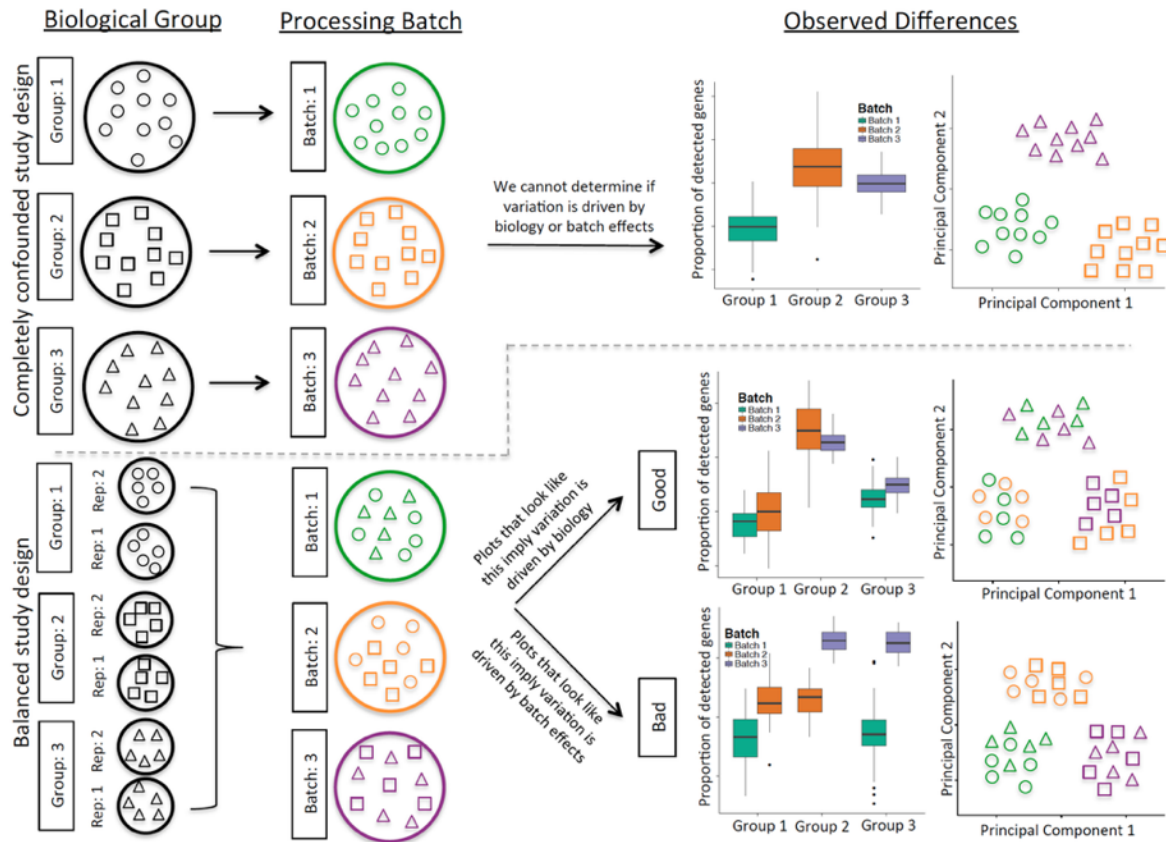 Biological Group
Processing Batch
Observed Differences
Completely confounded study design
Group: 1
Group: 2
Group: 3
Batch: 1
Batch: 2
Batch: 3
We cannot determine if
variation is driven by
biology or batch effects
Proportion of detected genes
Batch
Batch 1
Batch 2
Batch 3
Group 1
Group 2
Group 3
Principal Component 2
Principal Component 1
Balanced study design
Group: 1
Rep: 2
Rep: 1
Group: 2
Rep: 2
Rep: 1
Group: 3
Rep: 2
Rep: 1
Batch: 1
Batch: 2
Batch: 3
Plots that look like
this imply variation is
driven by biology
Good
Proportion of detected genes
Batch
Batch 1
Batch 2
Batch 3
Group 1
Group 2
Group 3
Principal Component 2
Principal Component 1
Plots that look like
this imply variation is
driven by batch effects
Bad
Proportion of detected genes
Batch
Batch 1
Batch 2
Batch 3
Group 1
Group 2
Group 3
Principal Component 2
Principal Component 1